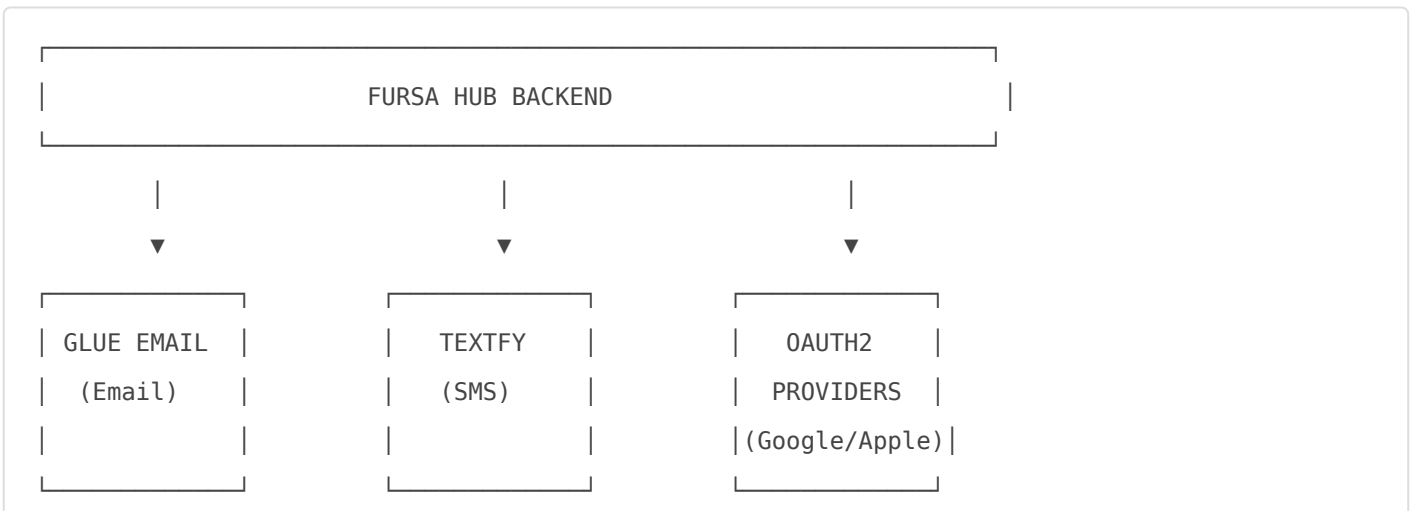 FURSA HUB BACKEND
GLUE EMAIL TEXTFY OAUTH2
(Email) (SMS) PROVIDERS
(Google/Apple)